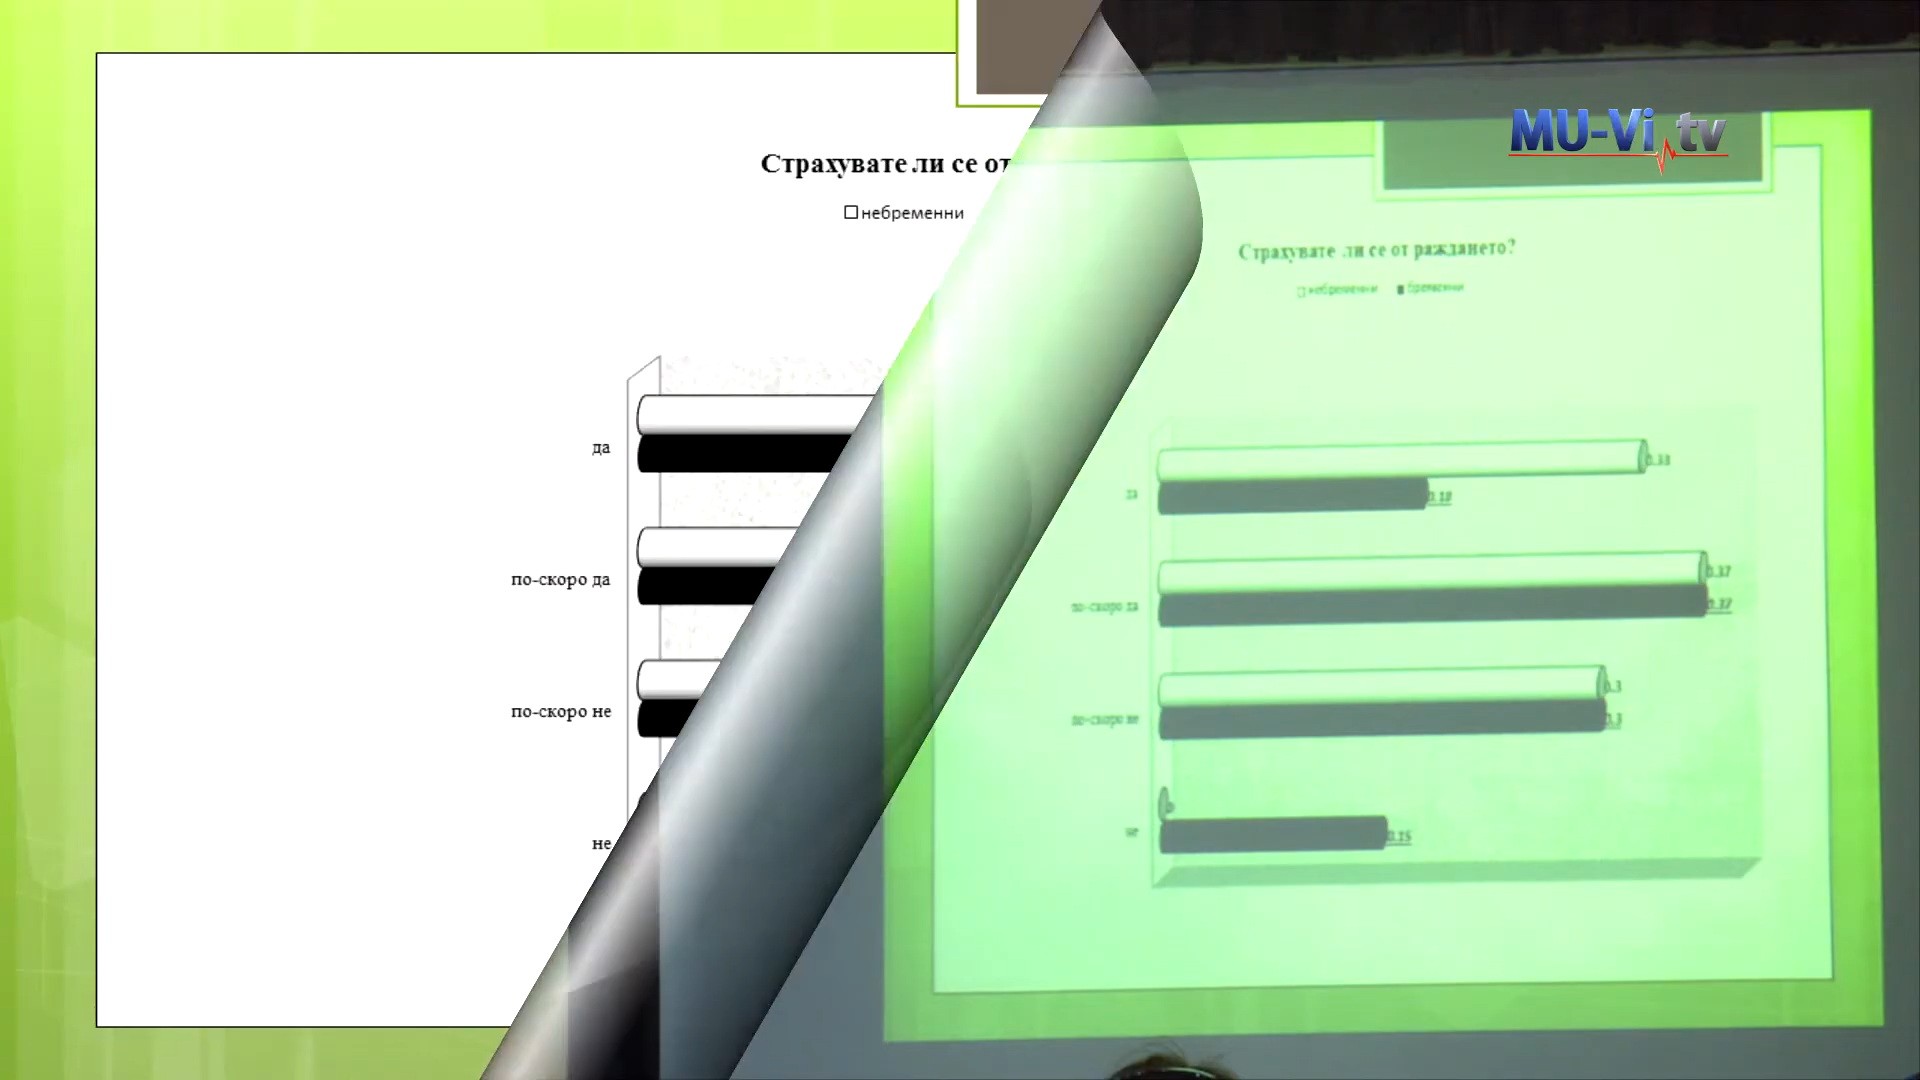 Страхувате ли се от
небременни
да
по-скоро да
по-скоро не
не
MU-Vi.tv
Страхувате ли се от раждането?
небременни бременни
да
0.33
0.18
по-скоро да
0.37
0.37
по-скоро не
0.3
0.3
не
0
0.15